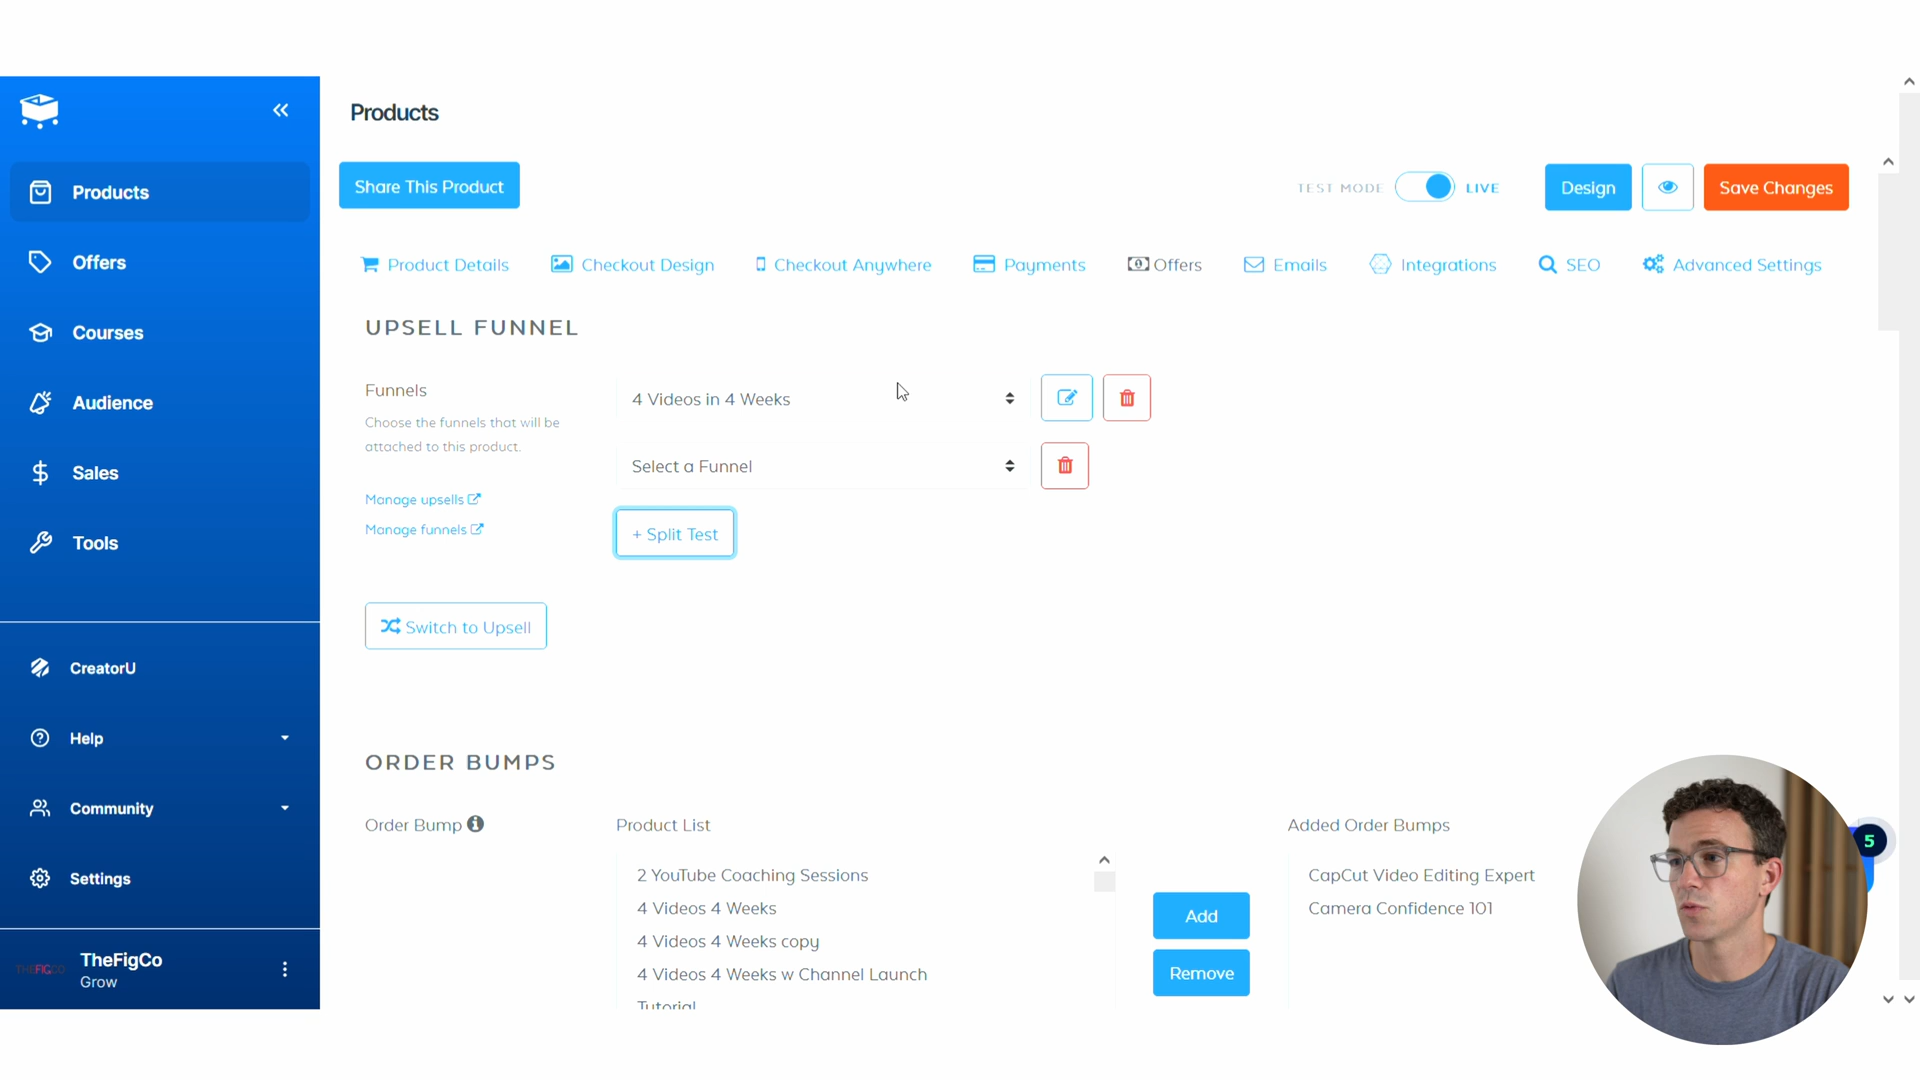 Products
Share This Product
TEST MODE
LIVE
Design
Save Changes
Products
Offers
Courses
Audience
Sales
Tools
CreatorU
Help
Community
Settings
THEFIGCO
TheFigCo
Grow
Product Details
Checkout Design
Checkout Anywhere
Payments
Offers
Emails
Integrations
SEO
Advanced Settings
UPSELL FUNNEL
Funnels
Choose the funnels that will be
attached to this product.
Manage upsells
Manage funnels
4 Videos in 4 Weeks
Select a Funnel
+ Split Test
Switch to Upsell
ORDER BUMPS
Order Bump
Product List
2 YouTube Coaching Sessions
4 Videos 4 Weeks
4 Videos 4 Weeks copy
4 Videos 4 Weeks w Channel Launch
Tutorial
Add
Remove
Added Order Bumps
CapCut Video Editing Expert
Camera Confidence 101
5